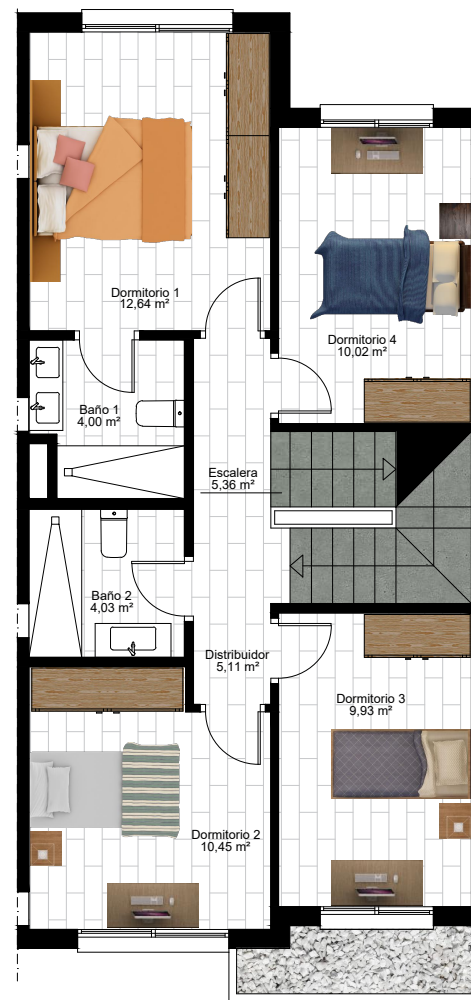 Dormitorio 1
12,64 m²
Dormitorio 4
10,02 m²
Baño 1
4,00 m²
Escalera
5,36 m²
Baño 2
4,03 m²
Distribuidor
5,11 m²
Dormitorio 3
9,93 m²
Dormitorio 2
10,45 m²